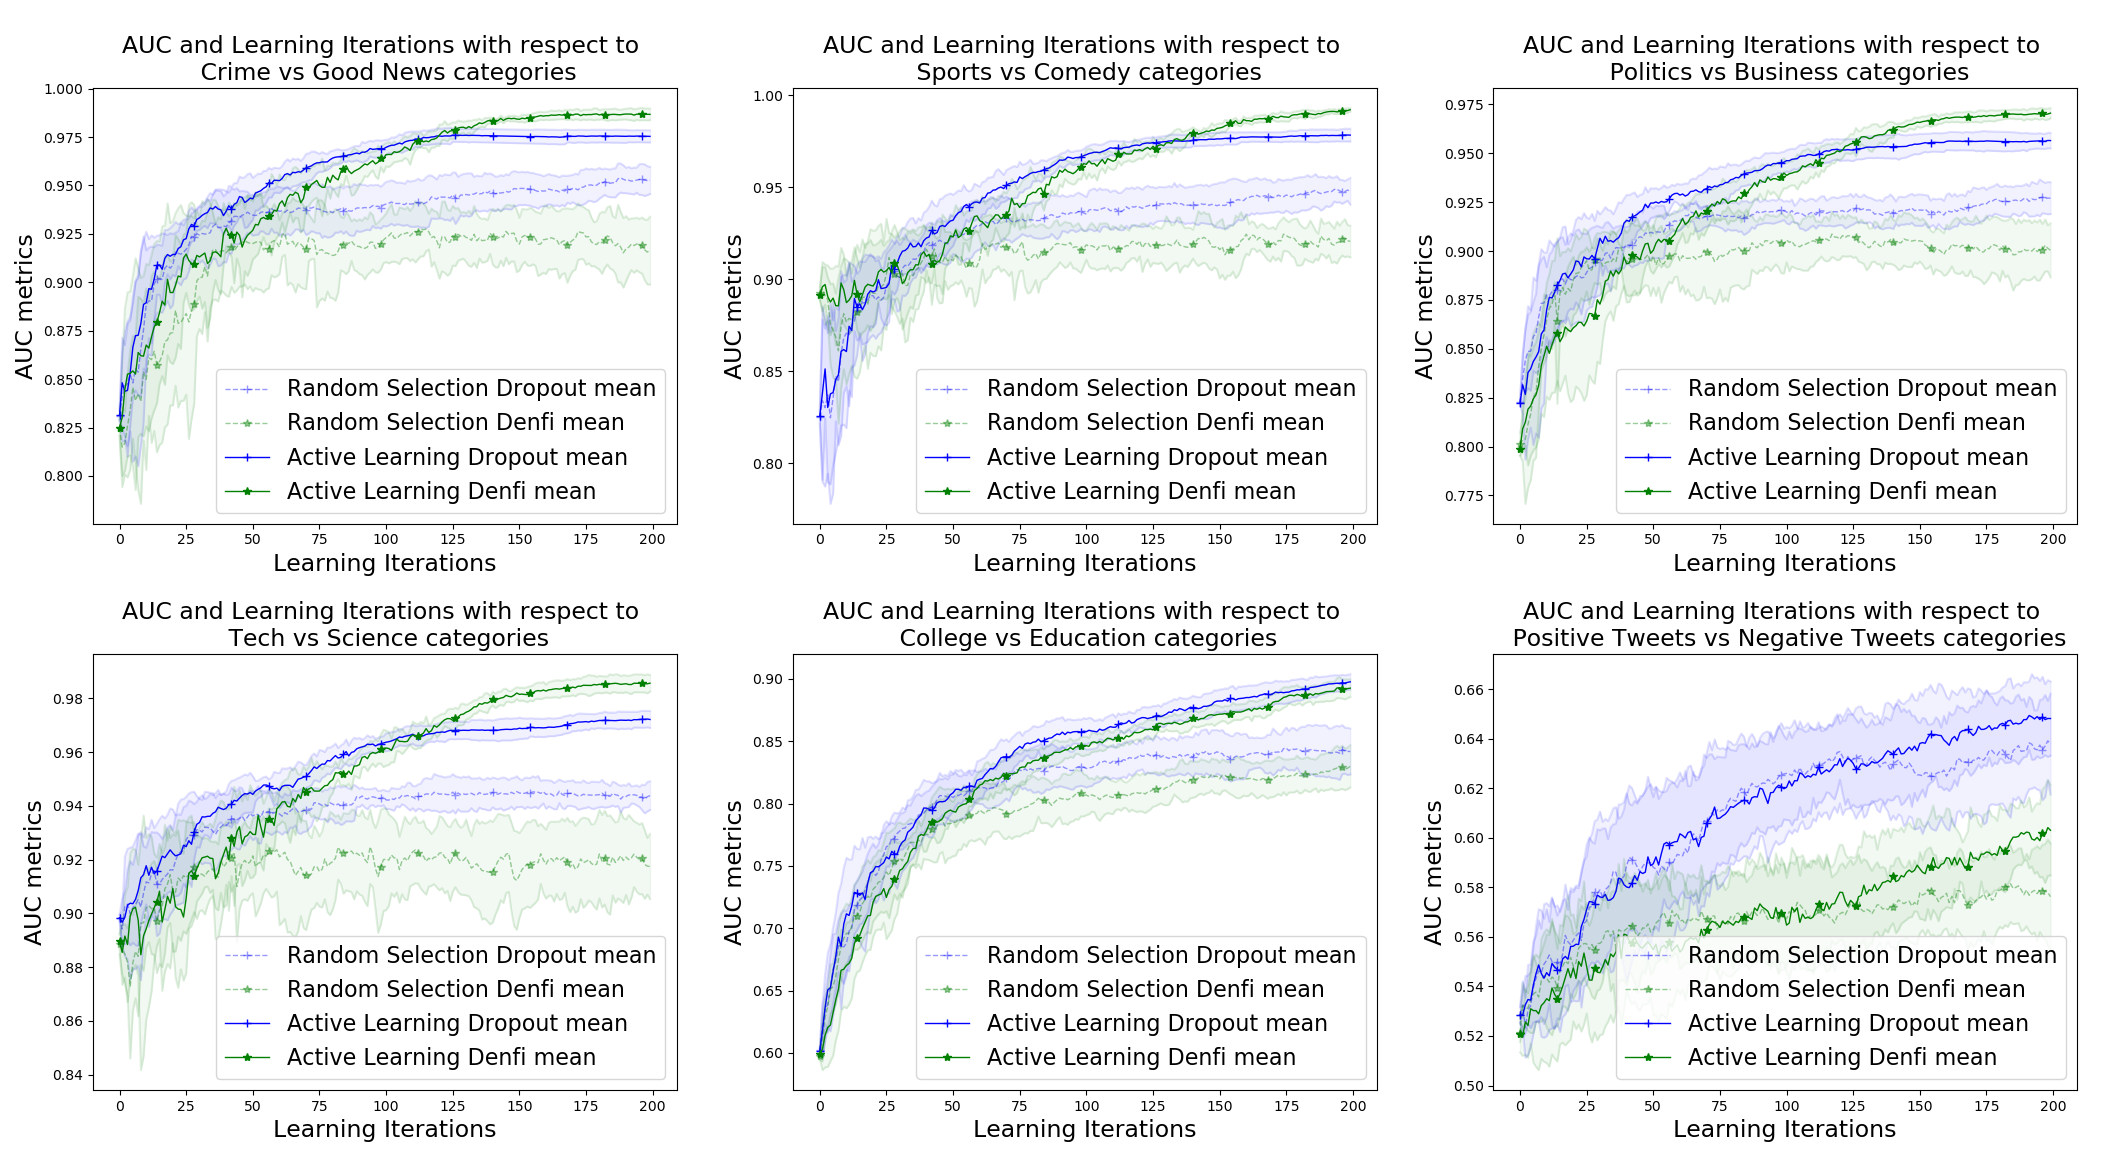 AUC and Learning Iterations with respect to
Crime vs Good News categories
AUC metrics
1.000
0.975
0.950
0.925
0.900
0.875
0.850
0.825
0.800
Random Selection Dropout mean
Random Selection Denfi mean
Active Learning Dropout mean
Active Learning Denfi mean
0 25 50 75 100 125 150 175 200
Learning Iterations
AUC and Learning Iterations with respect to
Sports vs Comedy categories
AUC metrics
1.00
0.95
0.90
0.85
0.80
Random Selection Dropout mean
Random Selection Denfi mean
Active Learning Dropout mean
Active Learning Denfi mean
0 25 50 75 100 125 150 175 200
Learning Iterations
AUC and Learning Iterations with respect to
Politics vs Business categories
AUC metrics
0.975
0.950
0.925
0.900
0.875
0.850
0.825
0.800
0.775
Random Selection Dropout mean
Random Selection Denfi mean
Active Learning Dropout mean
Active Learning Denfi mean
0 25 50 75 100 125 150 175 200
Learning Iterations
AUC and Learning Iterations with respect to
Tech vs Science categories
AUC metrics
0.98
0.96
0.94
0.92
0.90
0.88
0.86
0.84
Random Selection Dropout mean
Random Selection Denfi mean
Active Learning Dropout mean
Active Learning Denfi mean
0 25 50 75 100 125 150 175 200
Learning Iterations
AUC and Learning Iterations with respect to
College vs Education categories
AUC metrics
0.90
0.85
0.80
0.75
0.70
0.65
0.60
Random Selection Dropout mean
Random Selection Denfi mean
Active Learning Dropout mean
Active Learning Denfi mean
0 25 50 75 100 125 150 175 200
Learning Iterations
AUC and Learning Iterations with respect to
Positive Tweets vs Negative Tweets categories
AUC metrics
0.66
0.64
0.62
0.60
0.58
0.56
0.54
0.52
0.50
Random Selection Dropout mean
Random Selection Denfi mean
Active Learning Dropout mean
Active Learning Denfi mean
0 25 50 75 100 125 150 175 200
Learning Iterations